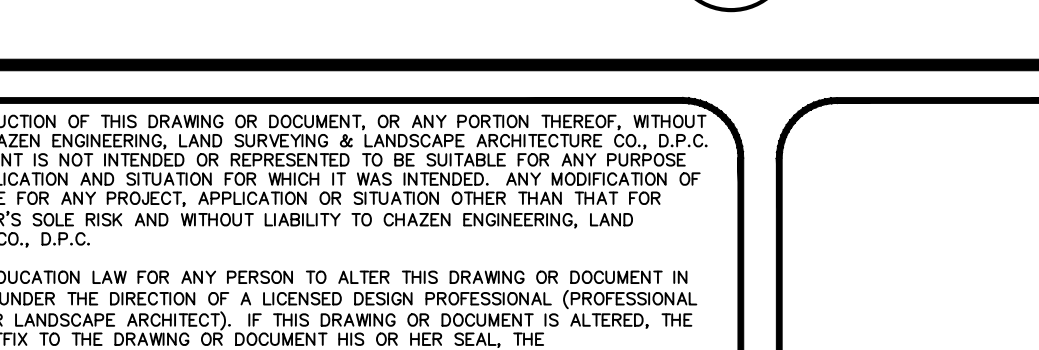 UCTION OF THIS DRAWING OR DOCUMENT, OR ANY PORTION THEREOF, WITHOUT
AZEN ENGINEERING, LAND SURVEYING & LANDSCAPE ARCHITECTURE CO., D.P.C.
NT IS NOT INTENDED OR REPRESENTED TO BE SUITABLE FOR ANY PURPOSE
LICATION AND SITUATION FOR WHICH IT WAS INTENDED. ANY MODIFICATION OF
E FOR ANY PROJECT, APPLICATION OR SITUATION OTHER THAN THAT FOR
R'S SOLE RISK AND WITHOUT LIABILITY TO CHAZEN ENGINEERING, LAND
CO., D.P.C.
DUCATION LAW FOR ANY PERSON TO ALTER THIS DRAWING OR DOCUMENT IN
UNDER THE DIRECTION OF A LICENSED DESIGN PROFESSIONAL (PROFESSIONAL
R LANDSCAPE ARCHITECT). IF THIS DRAWING OR DOCUMENT IS ALTERED, THE
FFIX TO THE DRAWING OR DOCUMENT HIS OR HER SEAL, THE